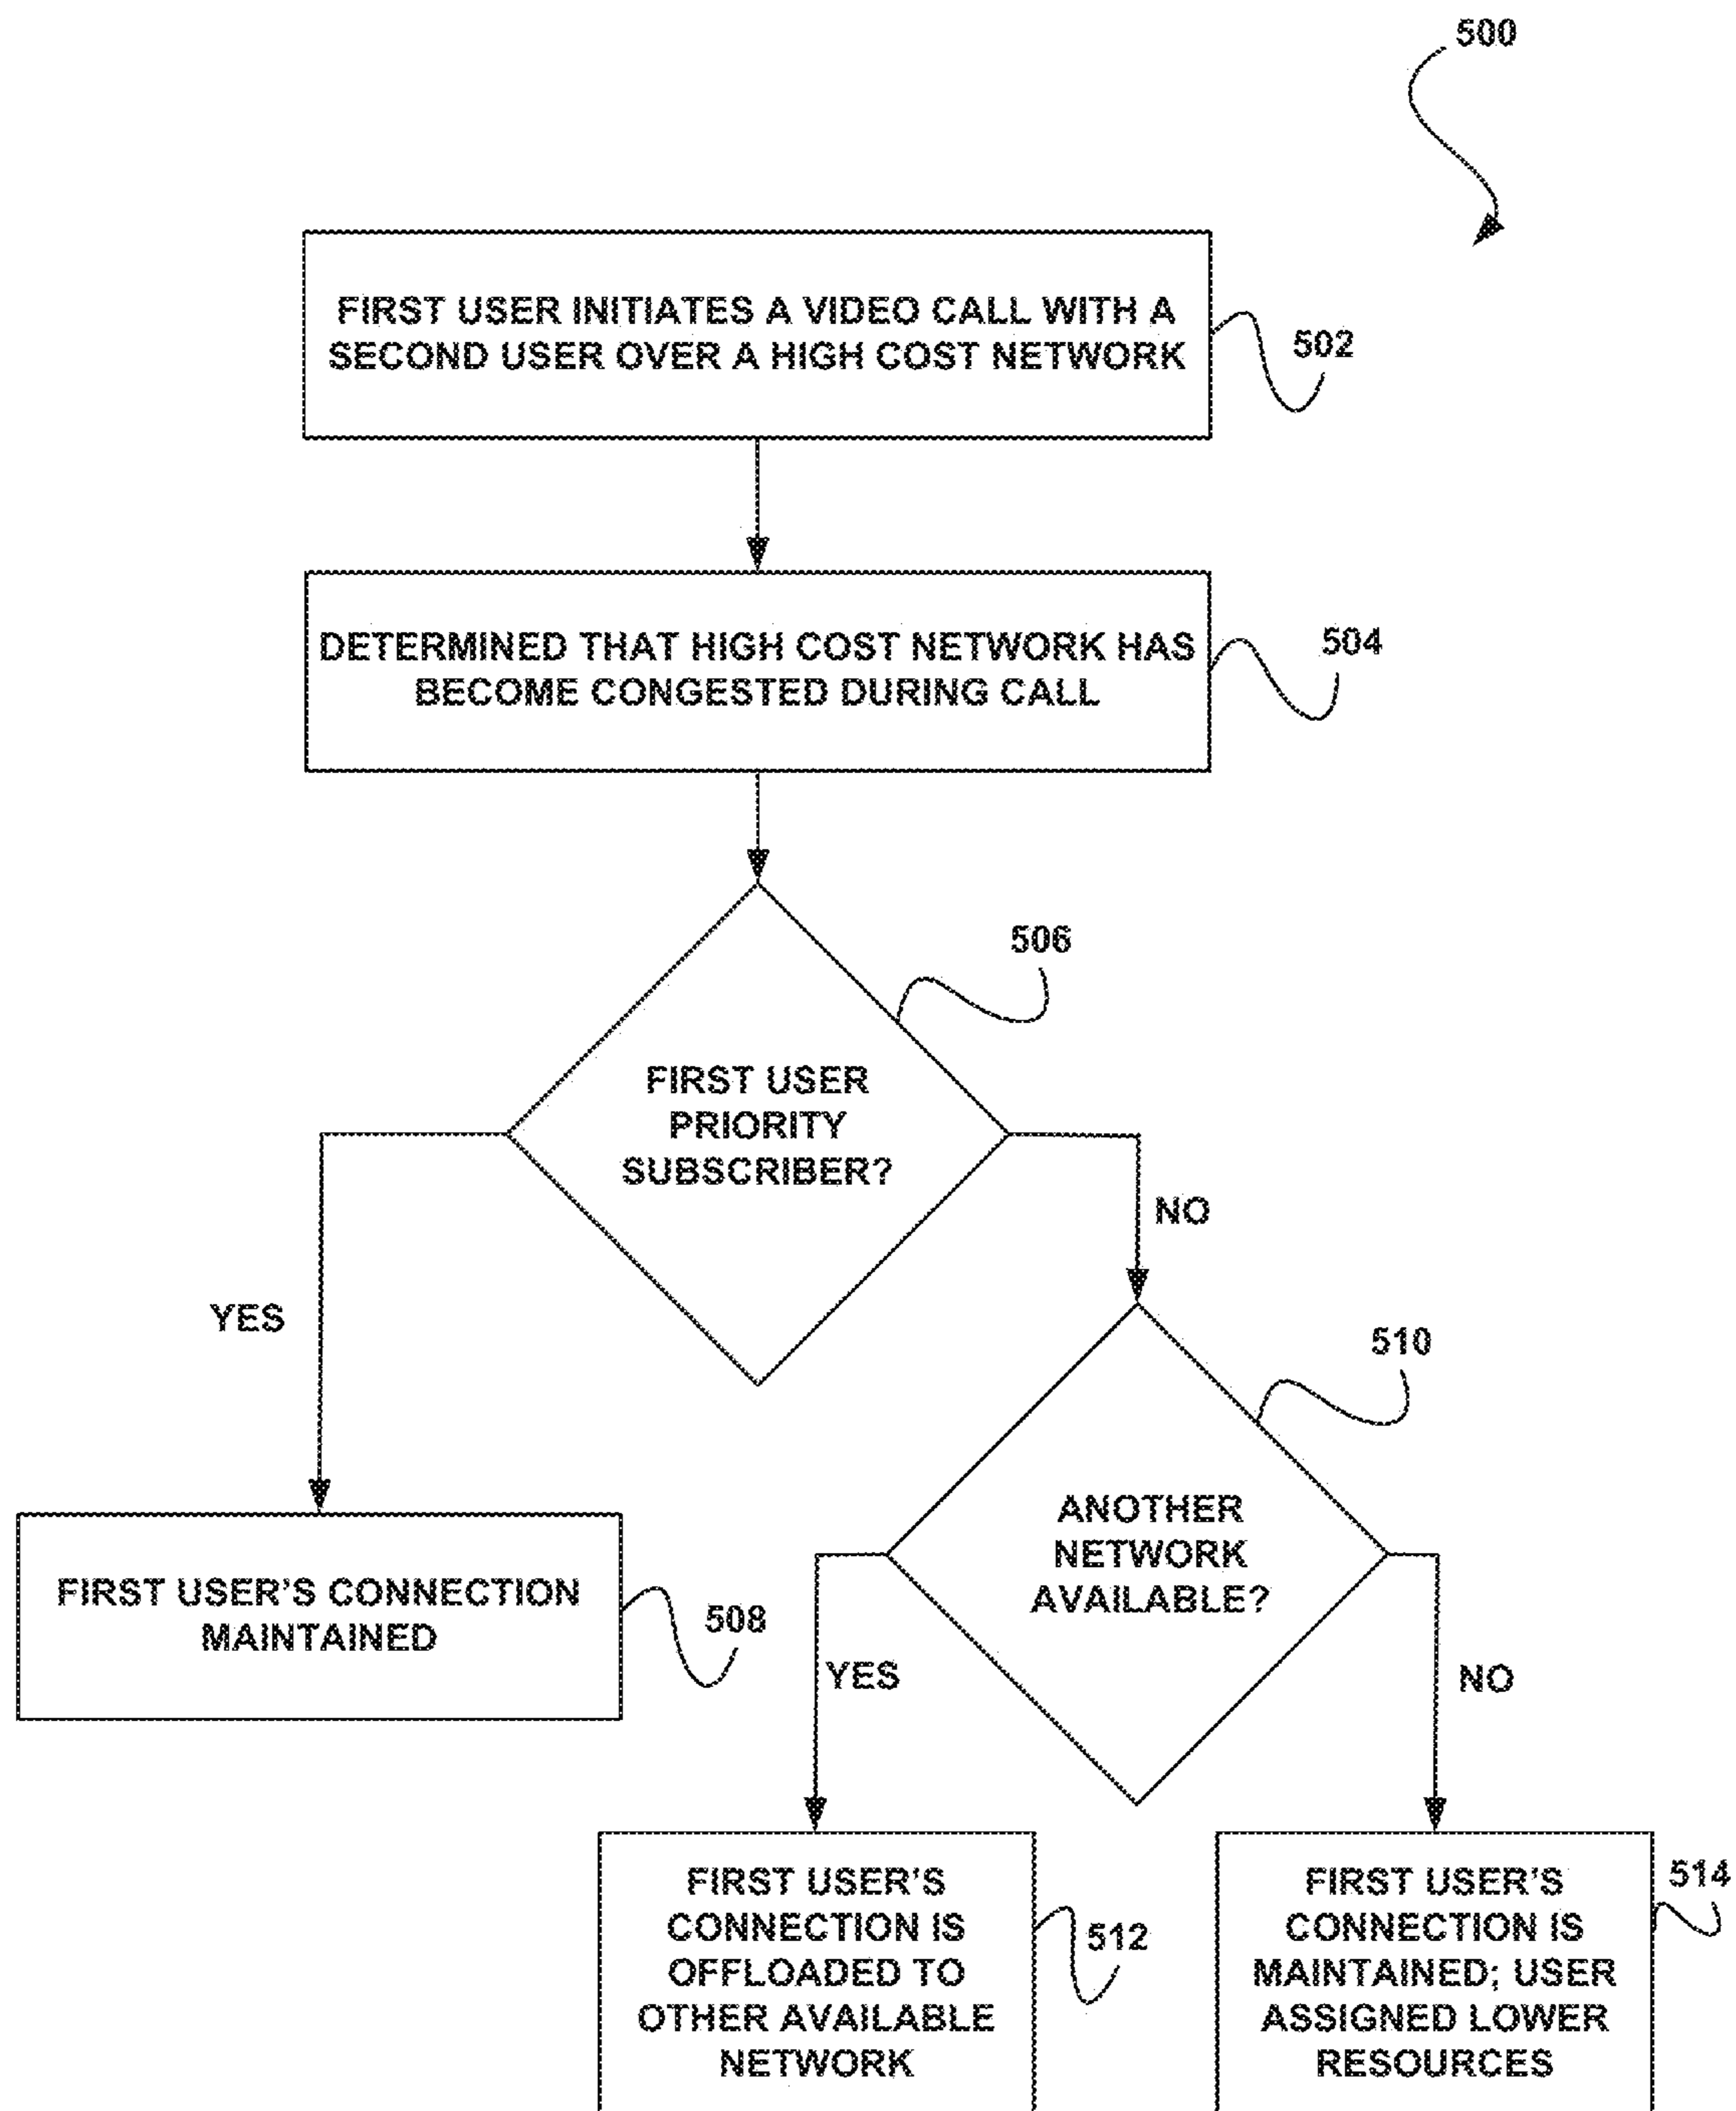 500
FIRST USER INITIATES A VIDEO CALL WITH A
SECOND USER OVER A HIGH COST NETWORK
502
DETERMINED THAT HIGH COST NETWORK HAS
BECOME CONGESTED DURING CALL
504
506
FIRST USER
PRIORITY
SUBSCRIBER?
NO
YES
510
ANOTHER
NETWORK
AVAILABLE?
FIRST USER'S CONNECTION
MAINTAINED
508
YES
NO
FIRST USER'S
CONNECTION IS
OFFLOADED TO
OTHER AVAILABLE
NETWORK
512
FIRST USER'S
CONNECTION IS
MAINTAINED; USER
ASSIGNED LOWER
RESOURCES
514